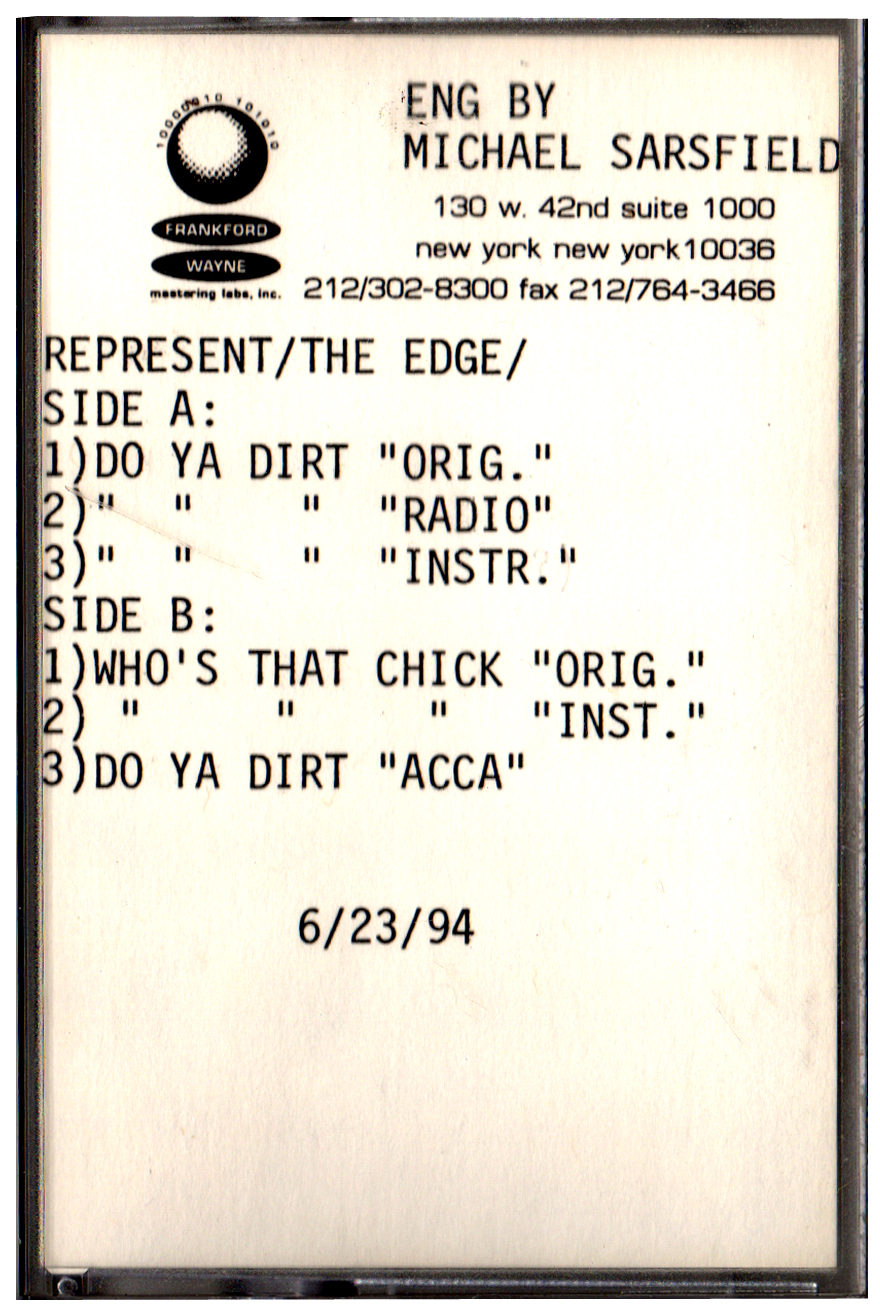 10000010 101010
ENG BY
MICHAEL SARSFIELD
FRANKFORD
WAYNE
mastering labs, inc.
130 w. 42nd suite 1000
new york new york10036
212/302-8300 fax 212/764-3466
REPRESENT/THE EDGE/
SIDE A:
1)DO YA DIRT "ORIG."
2)" " " "RADIO"
3)" " " "INSTR."
SIDE B:
1)WHO'S THAT CHICK "ORIG."
2) " " " "INST."
3)DO YA DIRT "ACCA"
6/23/94